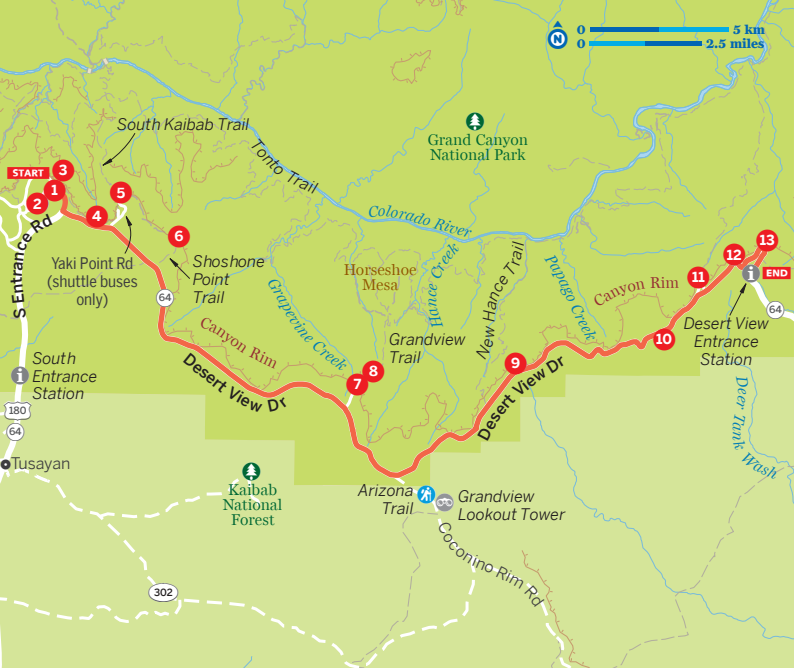 0 5 km
N
0 2.5 miles
South Kaibab Trail
Grand Canyon
National Park
Tonto Trail
START
3
1
2
5
4
6
Colorado River
S Entrance Rd
Yaki Point Rd
(shuttle buses
only)
Shoshone
Point
Trail
Horseshoe
Mesa
Hance Creek
New Hance Trail
Papago Creek
Canyon Rim
11
12
13
i
END
64
64
Grapevine Creek
Canyon Rim
Grandview
Trail
10
Desert View
Entrance
Station
i
South
Entrance
Station
Desert View Dr
7
8
9
Desert View Dr
Deer Tank Wash
180
64
Tusayan
Kaibab
National
Forest
Arizona
Trail
Grandview
Lookout Tower
Coconino Rim Rd
302